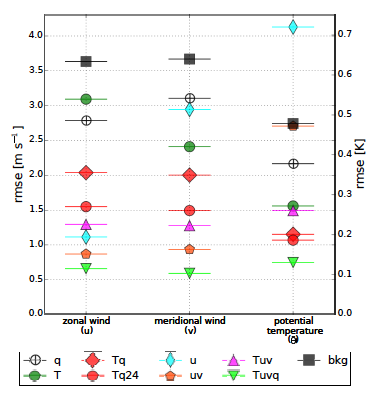 4.0
3.5
3.0
2.5
2.0
1.5
1.0
0.5
0.0
rmse [m s⁻¹]
0.7
0.6
0.5
0.4
0.3
0.2
0.1
0.0
rmse [K]
zonal wind
(u)
meridional wind
(v)
potential
temperature
(θ)
q Tq u Tuv bkg
T Tq24 uv Tuvq